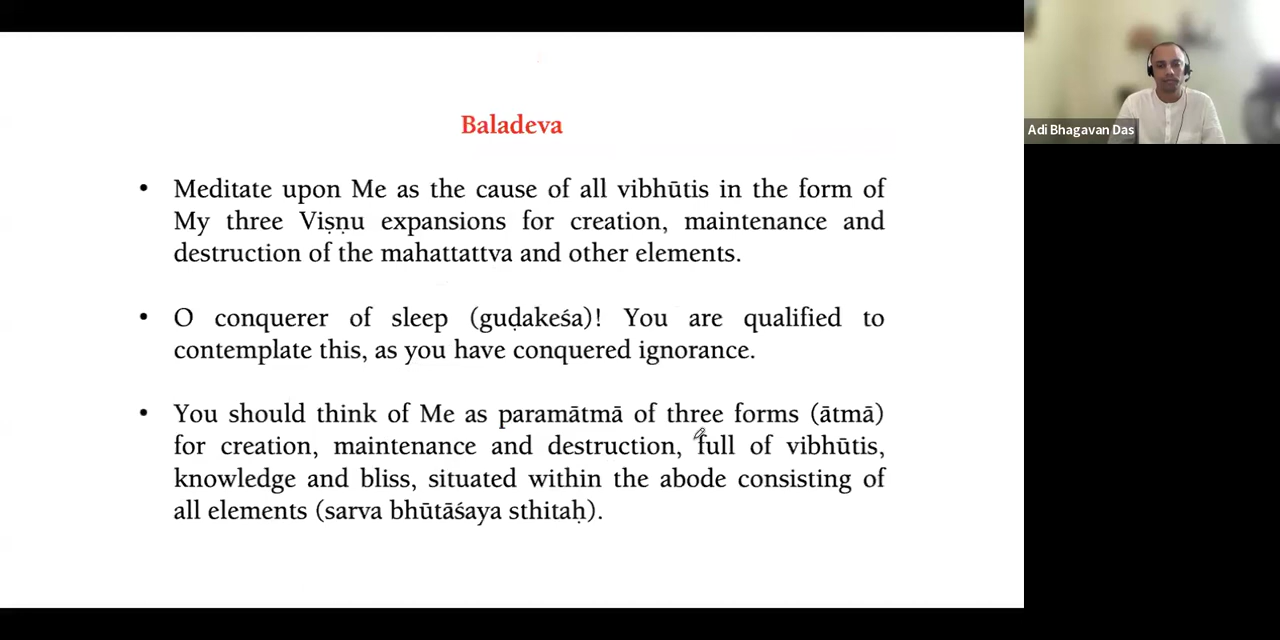 Baladeva
• Meditate upon Me as the cause of all vibhūtis in the form of
My three Viṣṇu expansions for creation, maintenance and
destruction of the mahattattva and other elements.
• O conquerer of sleep (guḍakeśa)! You are qualified to
contemplate this, as you have conquered ignorance.
• You should think of Me as paramātmā of three forms (ātmā)
for creation, maintenance and destruction, full of vibhūtis,
knowledge and bliss, situated within the abode consisting of
all elements (sarva bhūtāśaya sthitaḥ).
Adi Bhagavan Das